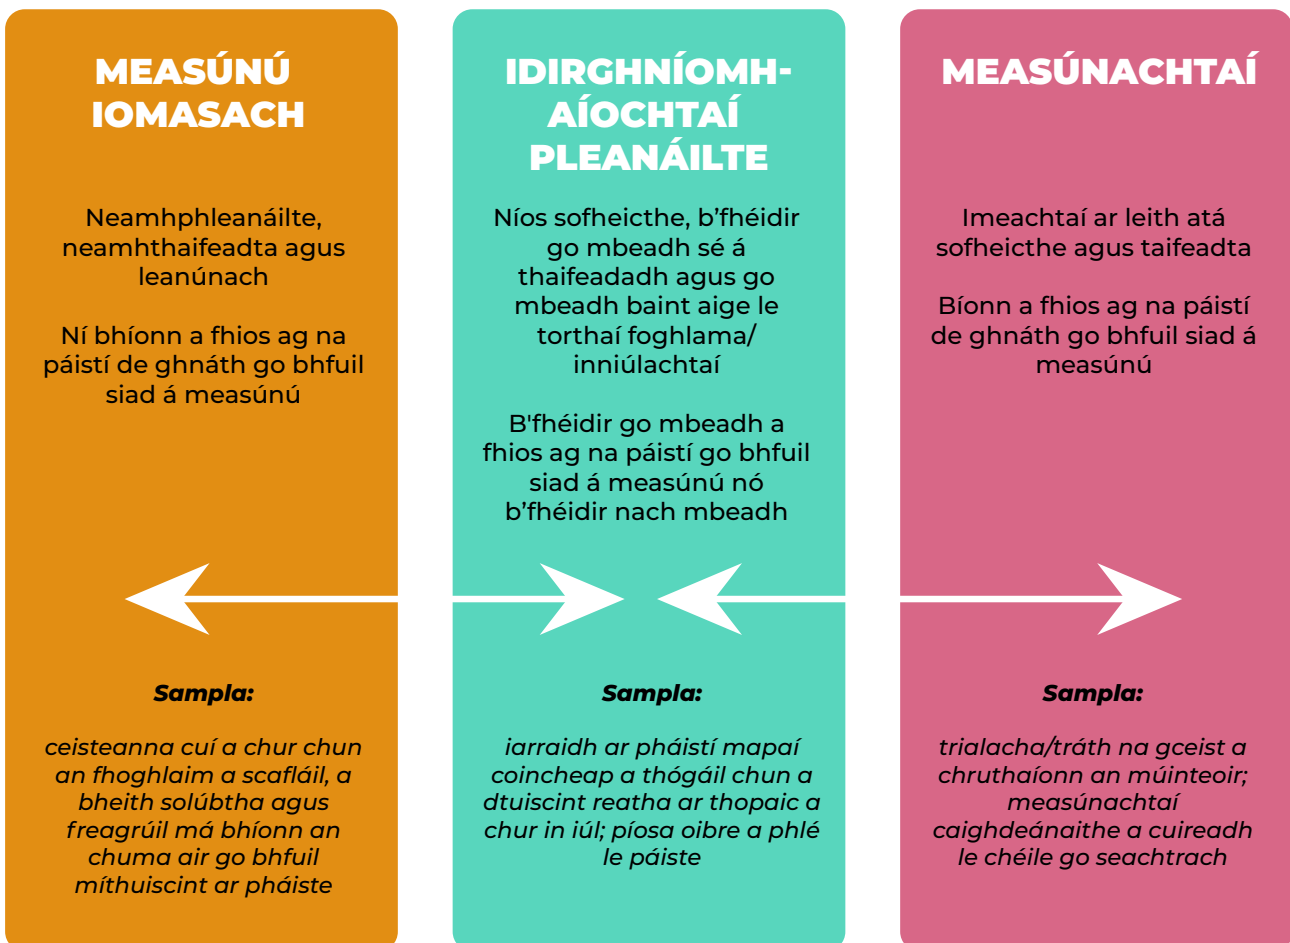 MEASÚNÚ
IOMASACH
Neamhphleanáilte,
neamhthaifeadta agus
leanúnach
Ní bhíonn a fhios ag na
páistí de ghnáth go bhfuil
siad á measúnú
Sampla:
ceisteanna cuí a chur chun
an fhoghlaim a scafláil, a
bheith solúbtha agus
freagrúil má bhíonn an
chuma air go bhfuil
míthuiscint ar pháiste
IDIRGHNÍOMH-
AÍOCHTAÍ
PLEANÁILTE
Níos sofheicthe, b’fhéidir
go mbeadh sé á
thaifeadadh agus go
mbeadh baint aige le
torthaí foghlama/
inniúlachtaí
B'fhéidir go mbeadh a
fhios ag na páistí go bhfuil
siad á measúnú nó
b’fhéidir nach mbeadh
Sampla:
iarraidh ar pháistí mapaí
coincheap a thógáil chun a
dtuiscint reatha ar thopaic a
chur in iúl; píosa oibre a phlé
le páiste
MEASÚNACHTAÍ
Imeachtaí ar leith atá
sofheicthe agus taifeadta
Bíonn a fhios ag na páistí
de ghnáth go bhfuil siad á
measúnú
Sampla:
trialacha/tráth na gceist a
chruthaíonn an múinteoir;
measúnachtaí
caighdeánaithe a cuireadh
le chéile go seachtrach